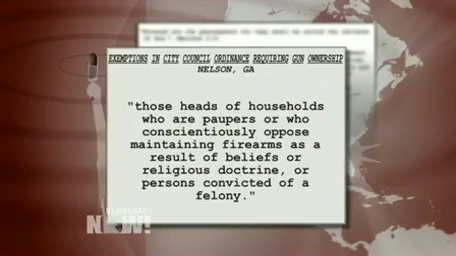 EXEMPTIONS IN CITY COUNCIL ORDINANCE REQUIRING GUN OWNERSHIP
NELSON, GA
"those heads of households
who are paupers or who
conscientiously oppose
maintaining firearms as a
result of beliefs or
religious doctrine, or
persons convicted of a
felony."
DEMOCRACY
NOW!